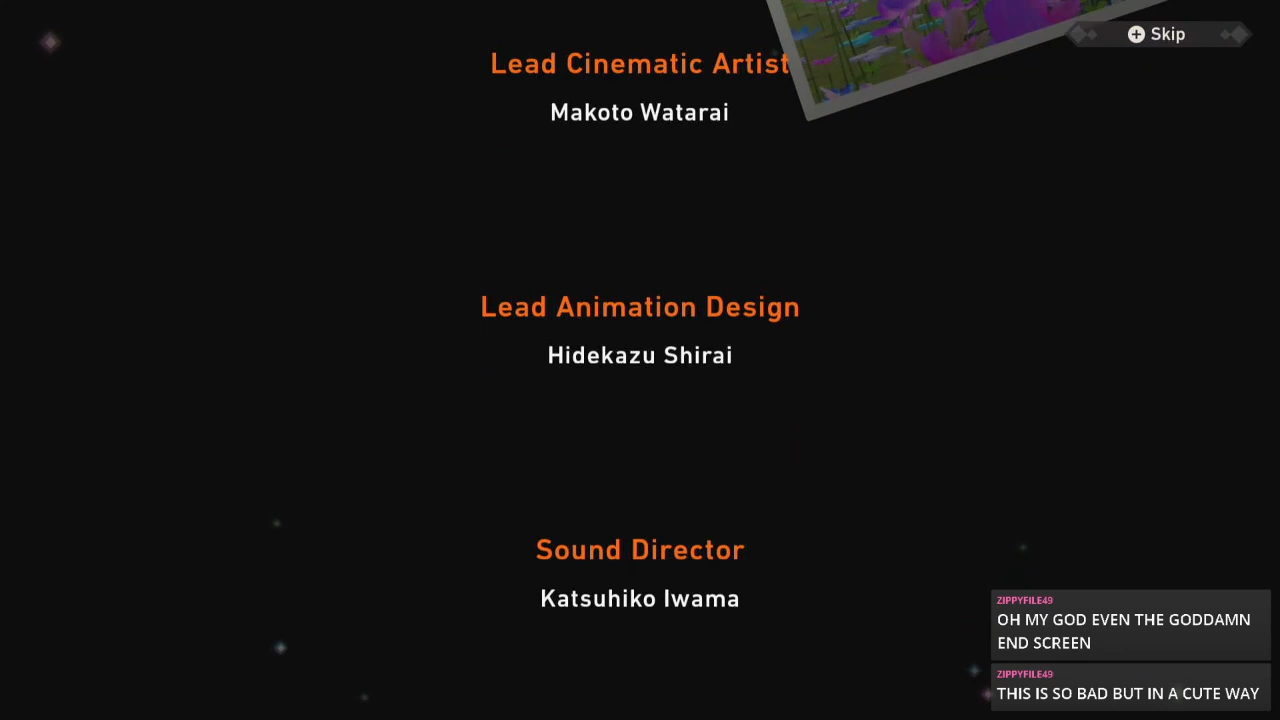 Lead Cinematic Artist
Skip
Makoto Watarai
Lead Animation Design
Hidekazu Shirai
Sound Director
Katsuhiko Iwama
ZIPPYFILE49
OH MY GOD EVEN THE GODDAMN
END SCREEN
ZIPPYFILE49
THIS IS SO BAD BUT IN A CUTE WAY